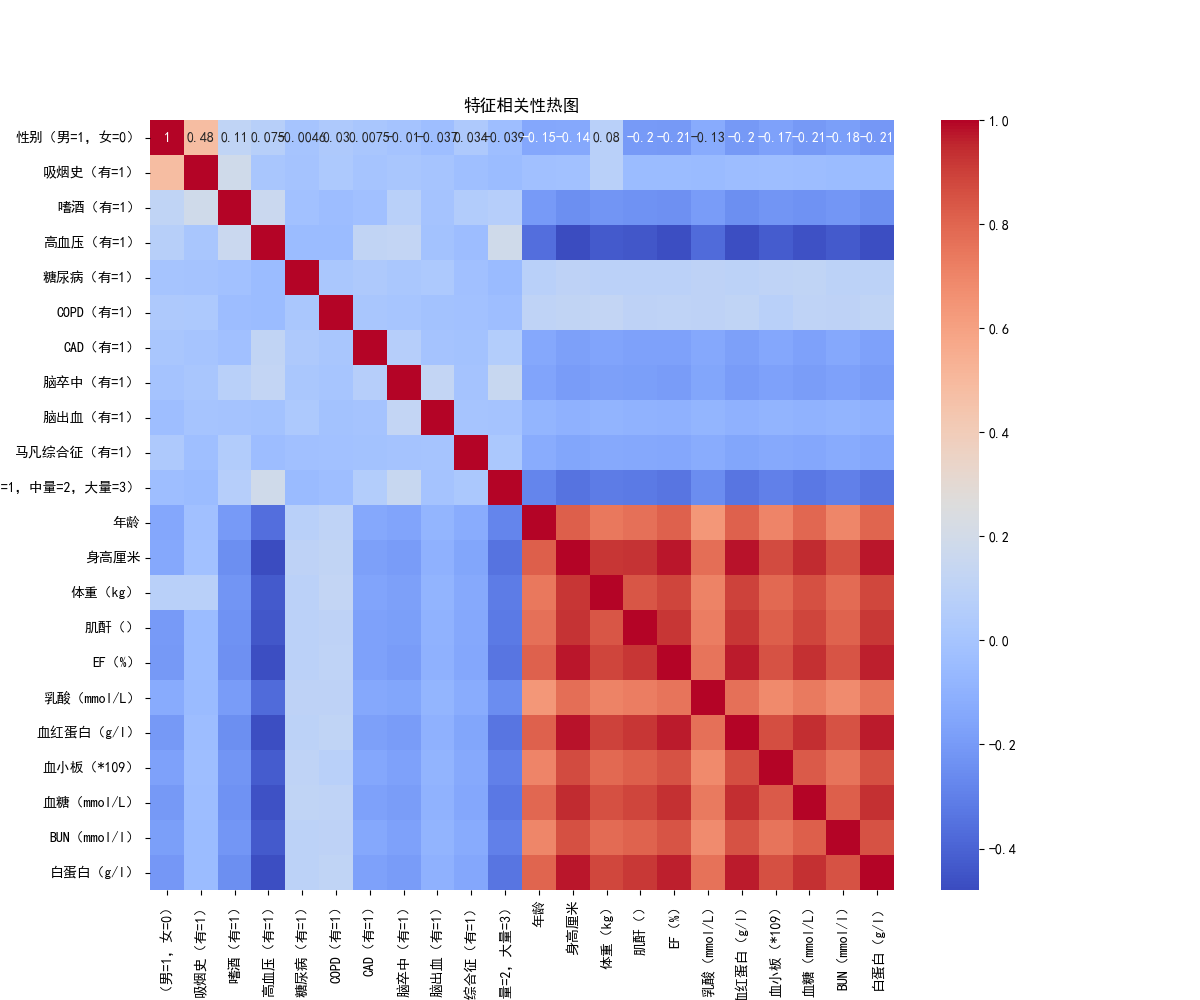 特征相关性热图
性别（男=1，女=0）
1 0.48 0.11 0.075 -0.0046 0.03 0.0075 -0.01 -0.037 0.034 -0.039 -0.15 -0.14 0.08 -0.2 -0.21 -0.13 -0.2 -0.17 -0.21 -0.18 -0.21
吸烟史（有=1）
嗜酒（有=1）
高血压（有=1）
糖尿病（有=1）
COPD（有=1）
CAD（有=1）
脑卒中（有=1）
脑出血（有=1）
马凡综合征（有=1）
=1，中量=2，大量=3）
年龄
身高厘米
体重（kg）
肌酐（）
EF（%）
乳酸（mmol/L）
血红蛋白（g/l）
血小板（*109）
血糖（mmol/L）
BUN（mmol/l）
白蛋白（g/l）
（男=1，女=0）
吸烟史（有=1）
嗜酒（有=1）
高血压（有=1）
糖尿病（有=1）
COPD（有=1）
CAD（有=1）
脑卒中（有=1）
脑出血（有=1）
综合征（有=1）
量=2，大量=3）
年龄
身高厘米
体重（kg）
肌酐（）
EF（%）
乳酸（mmol/L）
血红蛋白（g/l）
血小板（*109）
血糖（mmol/L）
BUN（mmol/l）
白蛋白（g/l）
1.0
0.8
0.6
0.4
0.2
0.0
-0.2
-0.4